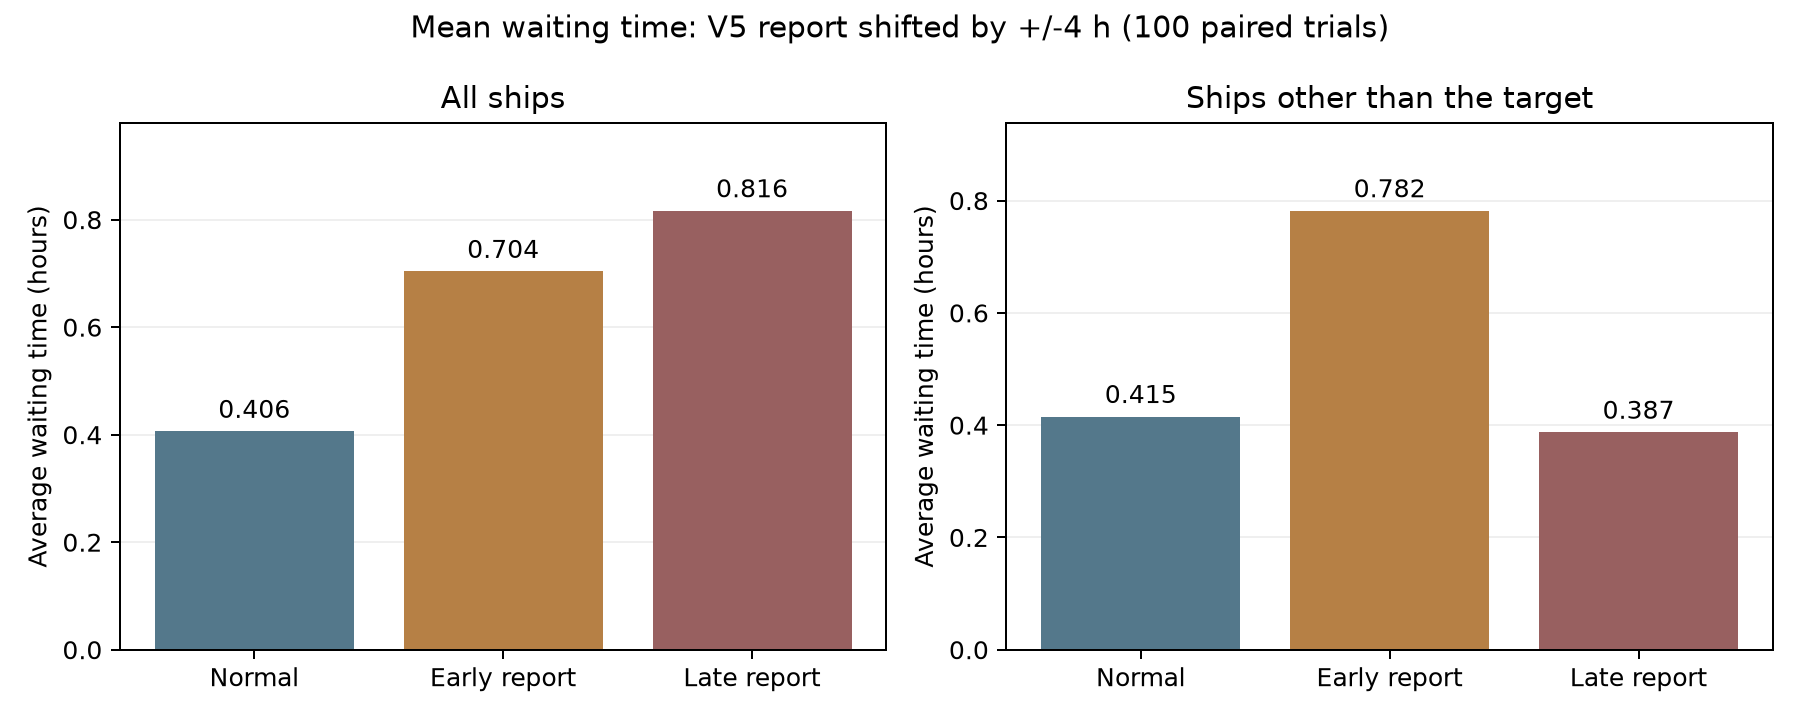 Mean waiting time: V5 report shifted by +/-4 h (100 paired trials)
All ships
Average waiting time (hours)
0.8
0.6
0.4
0.2
0.0
0.406
0.704
0.816
Normal
Early report
Late report
Ships other than the target
Average waiting time (hours)
0.8
0.6
0.4
0.2
0.0
0.415
0.782
0.387
Normal
Early report
Late report